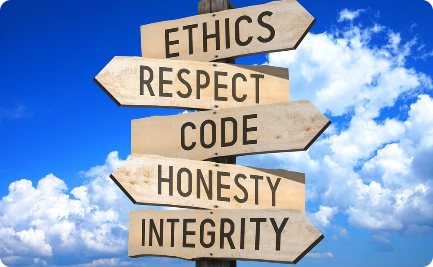 ETHICS
RESPECT
CODE
HONESTY
INTEGRITY